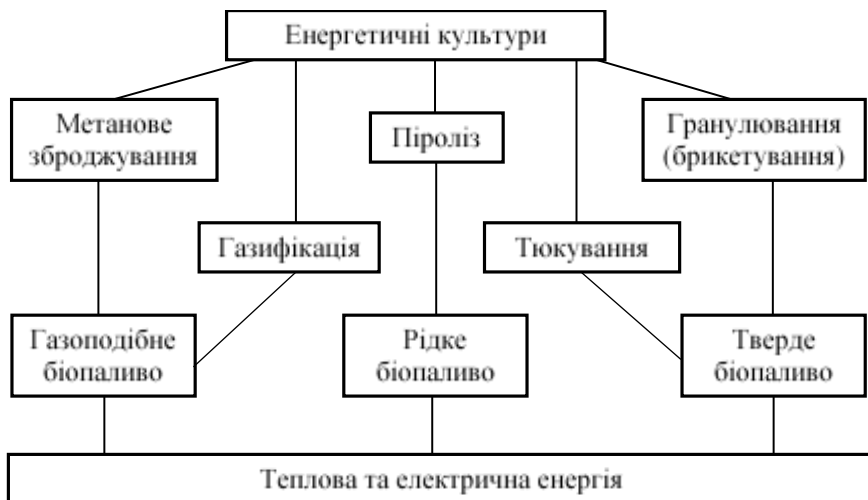 Енергетичні культури
Метанове
зброджування
Піроліз
Гранулювання
(брикетування)
Газифікація
Тюкування
Газоподібне
біопаливо
Рідке
біопаливо
Тверде
біопаливо
Теплова та електрична енергія